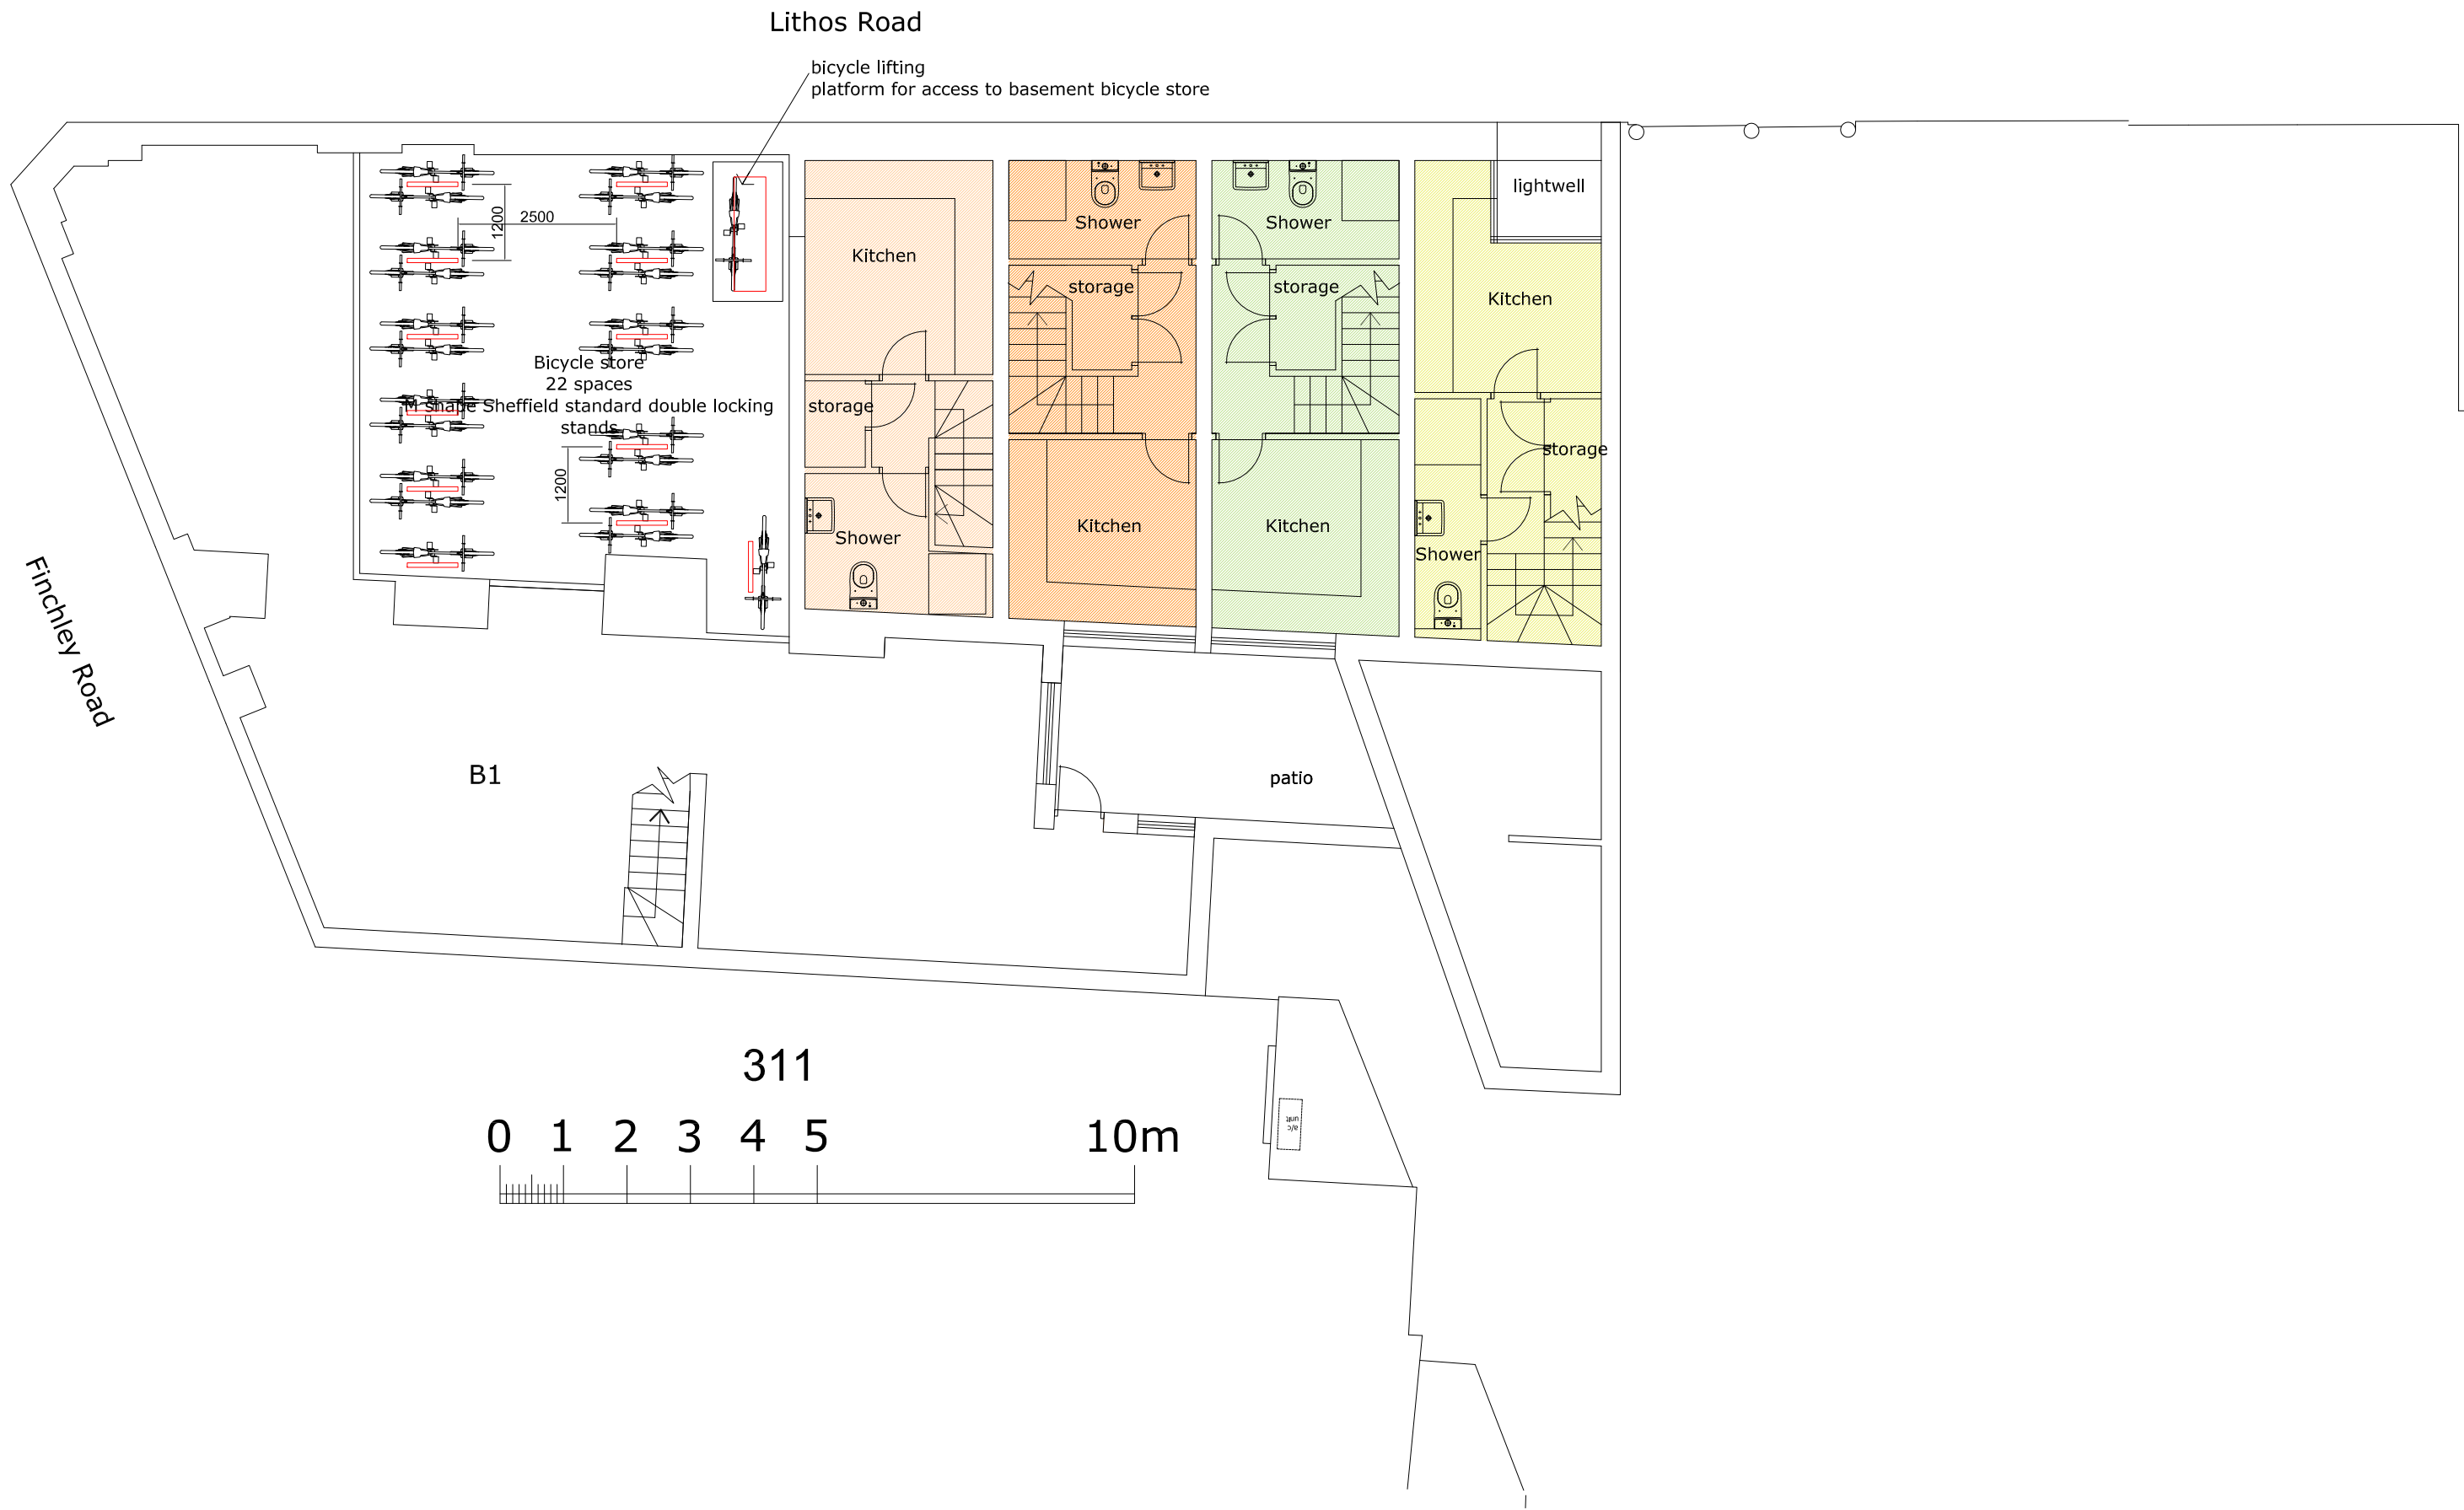 Lithos Road
bicycle lifting
platform for access to basement bicycle store
lightwell
Shower
Shower
1200
2500
Kitchen
storage
storage
Kitchen
Bicycle store
22 spaces
M shape Sheffield standard double locking
stands
storage
storage
1200
Kitchen
Kitchen
Shower
Shower
Finchley Road
B1
patio
311
0 1 2 3 4 5 10m
a/c
unit